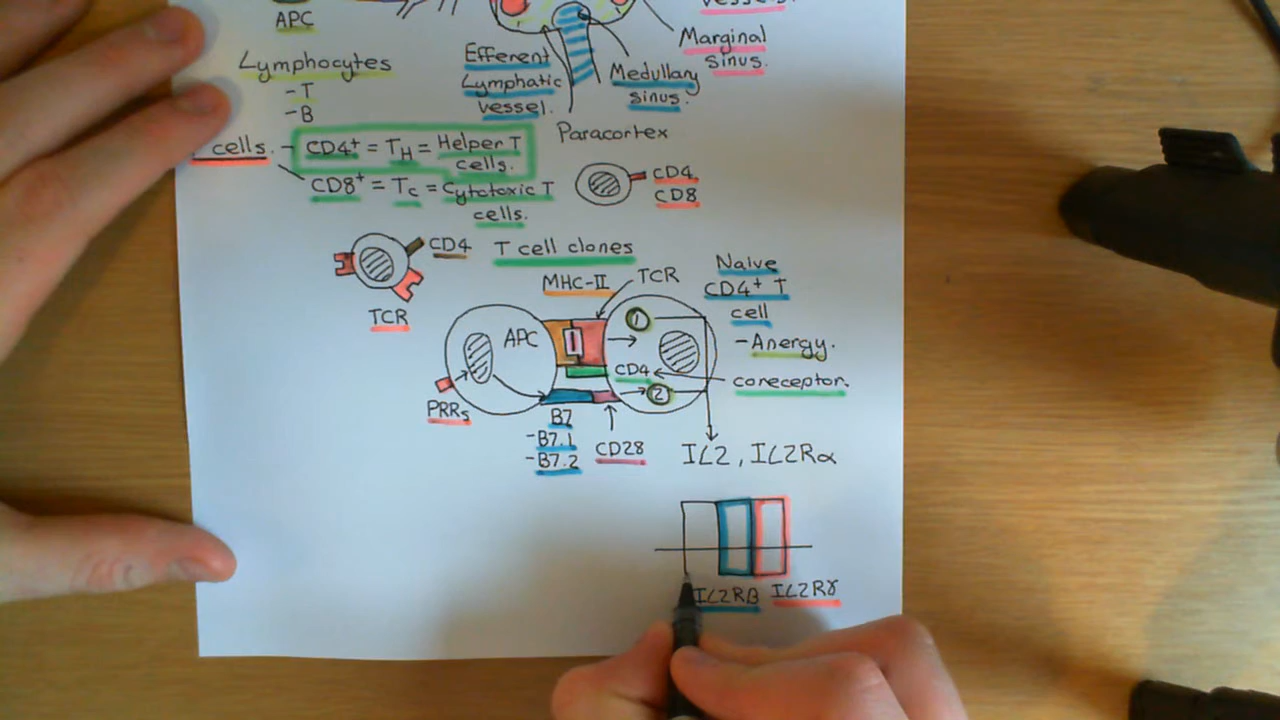 APC
vessels.
Marginal
sinus.
Efferent
Lymphatic
vessel.
Medullary
sinus.
Lymphocytes
-T
-B
Paracortex
cells. - CD4+ = TH = Helper T
cells.
CD8+ = Tc = Cytotoxic T
cells.
CD4
CD8
CD4
TCR
T cell clones
MHC-II
TCR
Naive
CD4+ T
cell
-Anergy.
APC
1
CD4
coreceptor.
2
PRRs
B7
-B7.1
-B7.2
CD28
IL2, IL2Rα
IL2Rβ
IL2Rγ